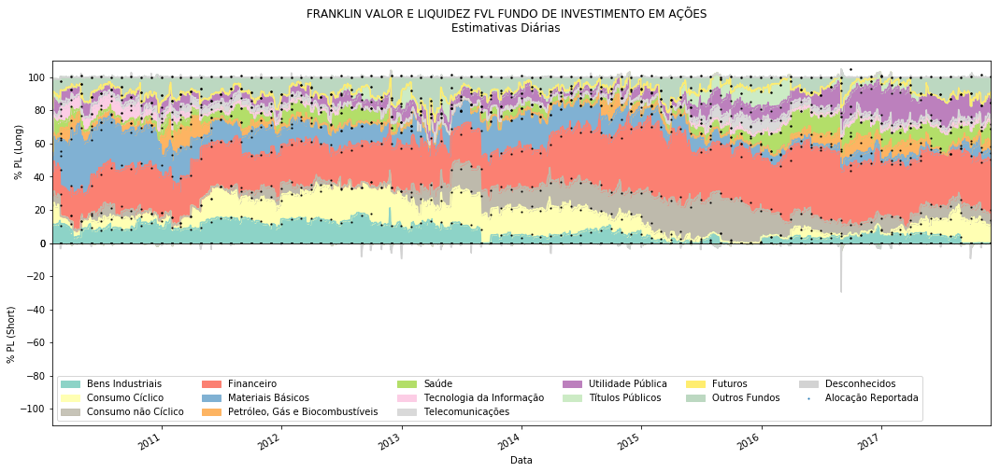 FRANKLIN VALOR E LIQUIDEZ FVL FUNDO DE INVESTIMENTO EM AÇÕES
Estimativas Diárias
100
80
60
40
20
0
0
−20
−40
−60
−80
−100
% PL (Long)
% PL (Short)
Bens Industriais
Consumo Cíclico
Consumo não Cíclico
Financeiro
Materiais Básicos
Petróleo, Gás e Biocombustíveis
Saúde
Tecnologia da Informação
Telecomunicações
Utilidade Pública
Títulos Públicos
Futuros
Outros Fundos
Desconhecidos
Alocação Reportada
2011
2012
2013
2014
2015
2016
2017
Data